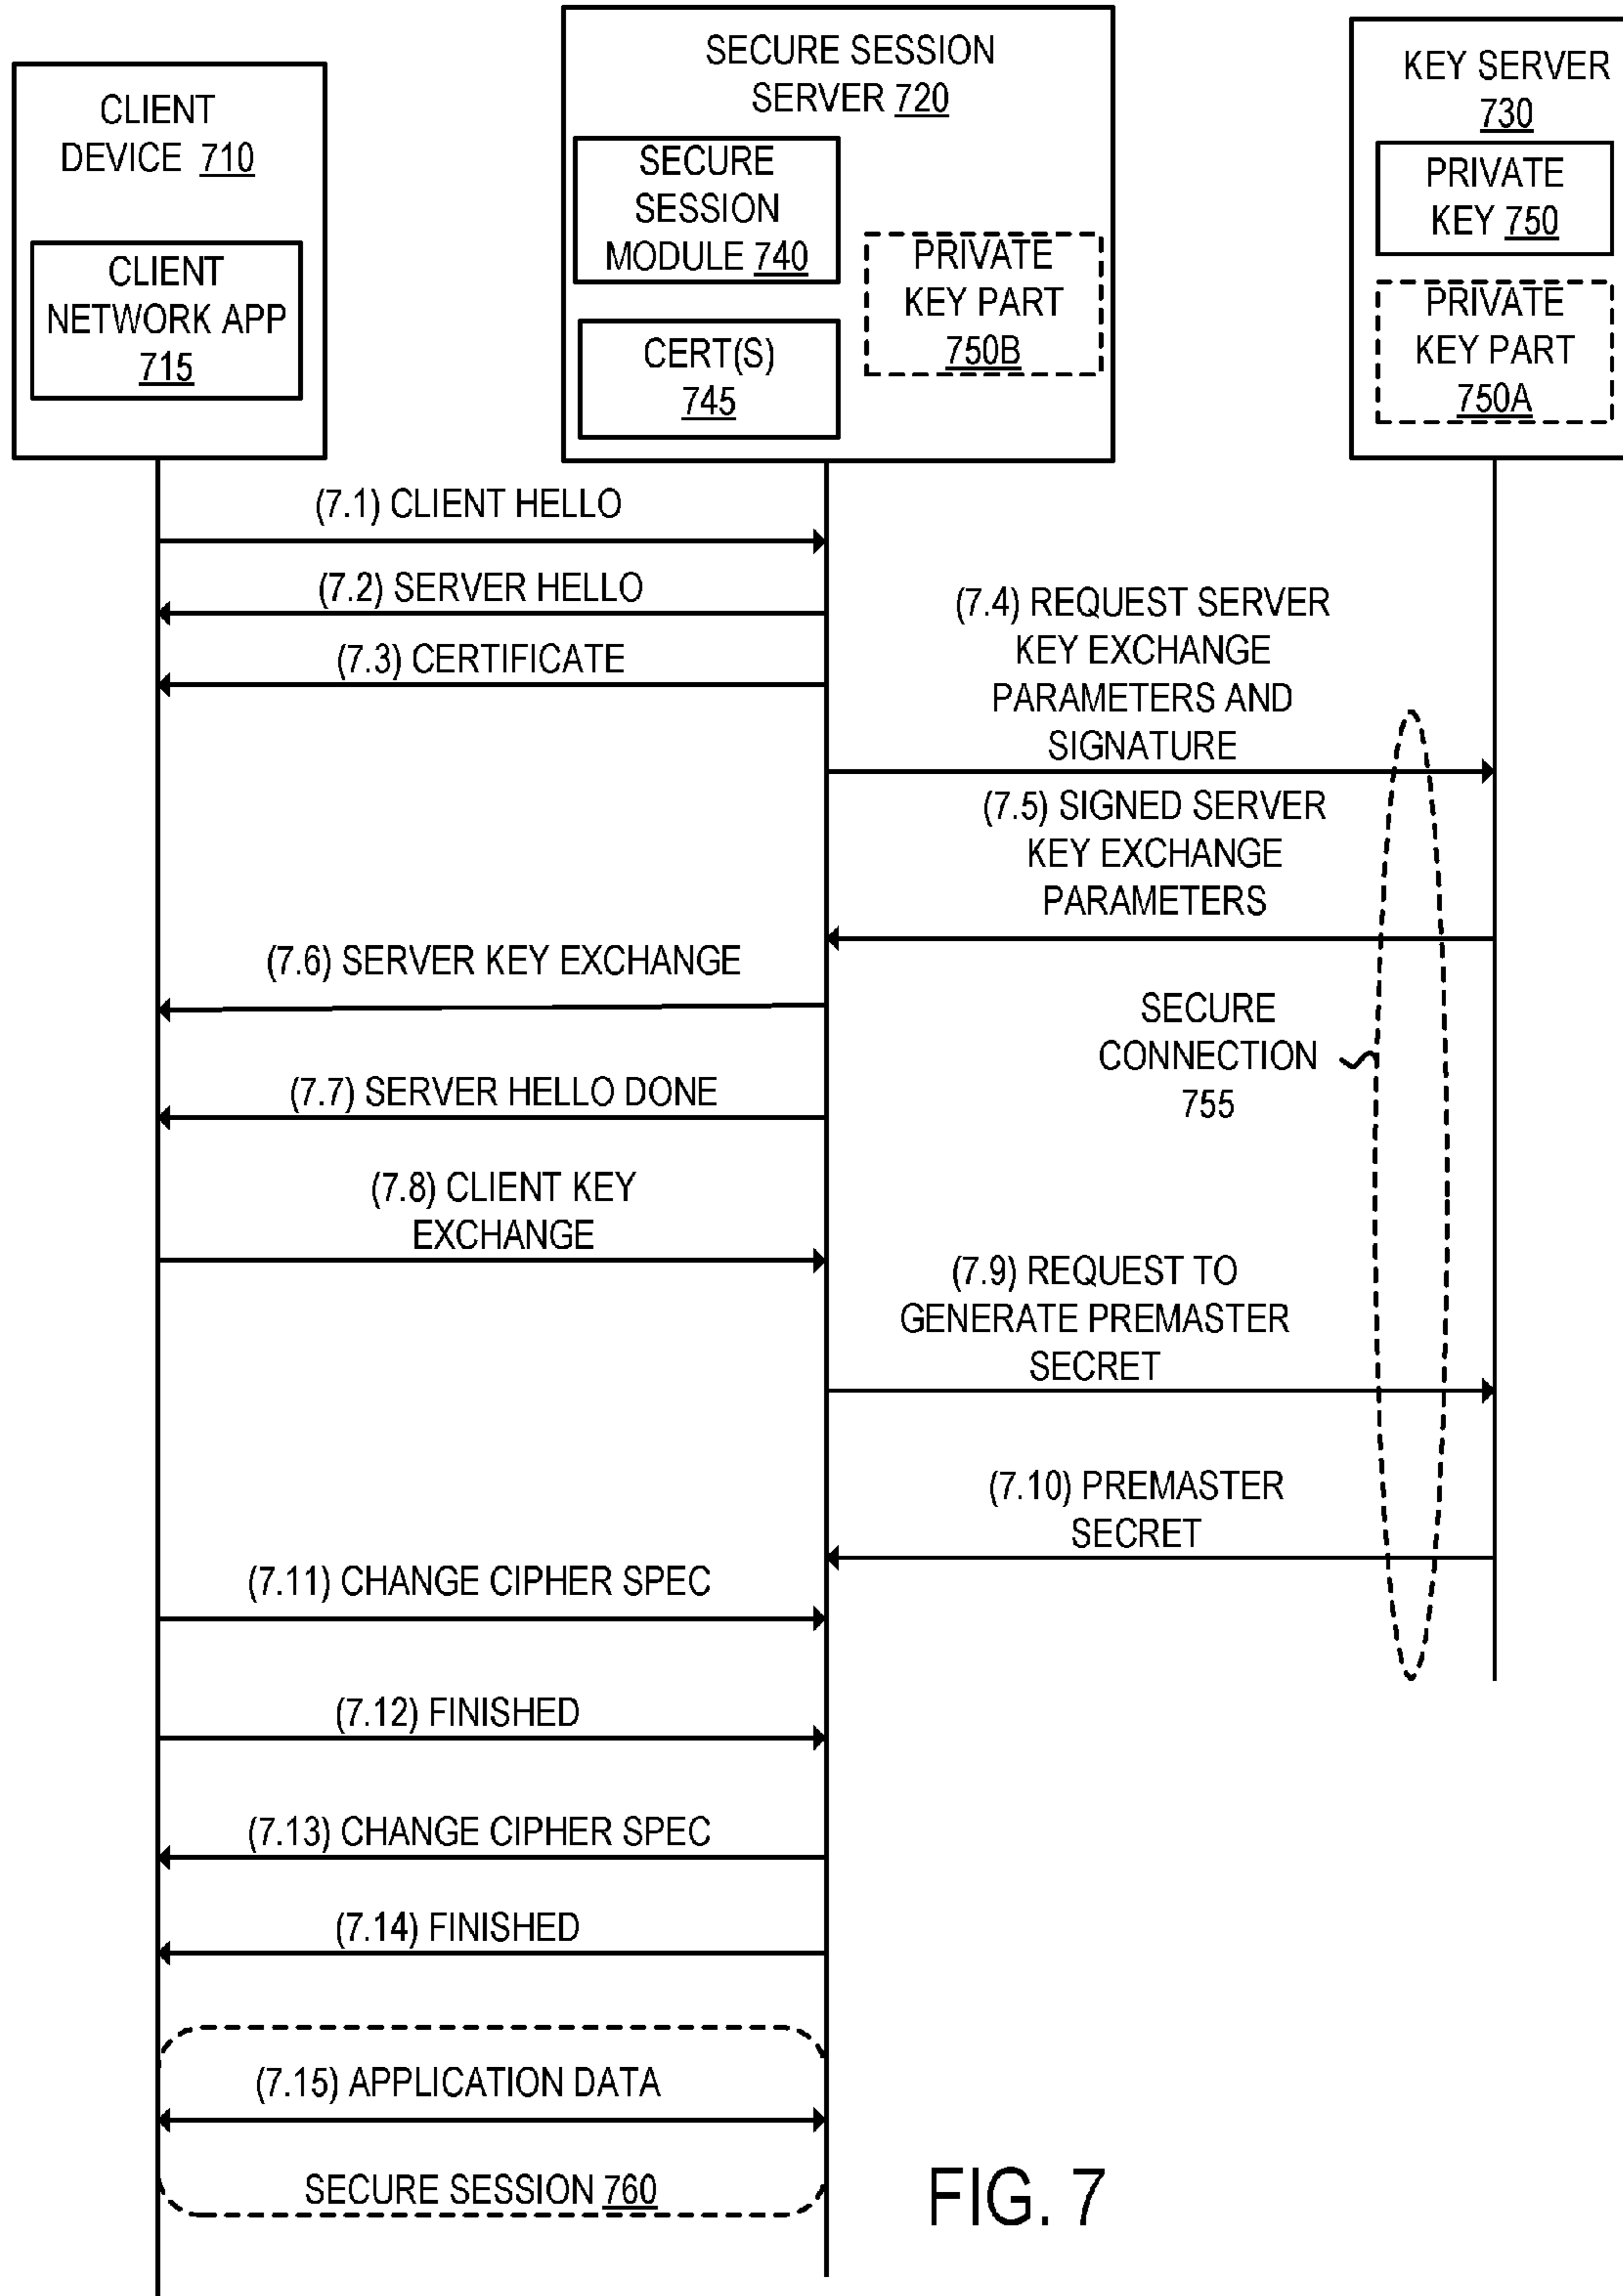 CLIENT
DEVICE 710
CLIENT
NETWORK APP
715
SECURE SESSION
SERVER 720
SECURE
SESSION
MODULE 740
CERT(S)
745
PRIVATE
KEY PART
750B
KEY SERVER
730
PRIVATE
KEY 750
PRIVATE
KEY PART
750A
(7.1) CLIENT HELLO
(7.2) SERVER HELLO
(7.3) CERTIFICATE
(7.4) REQUEST SERVER
KEY EXCHANGE
PARAMETERS AND
SIGNATURE
(7.5) SIGNED SERVER
KEY EXCHANGE
PARAMETERS
(7.6) SERVER KEY EXCHANGE
SECURE
CONNECTION
755
(7.7) SERVER HELLO DONE
(7.8) CLIENT KEY
EXCHANGE
(7.9) REQUEST TO
GENERATE PREMASTER
SECRET
(7.10) PREMASTER
SECRET
(7.11) CHANGE CIPHER SPEC
(7.12) FINISHED
(7.13) CHANGE CIPHER SPEC
(7.14) FINISHED
(7.15) APPLICATION DATA
SECURE SESSION 760
FIG. 7